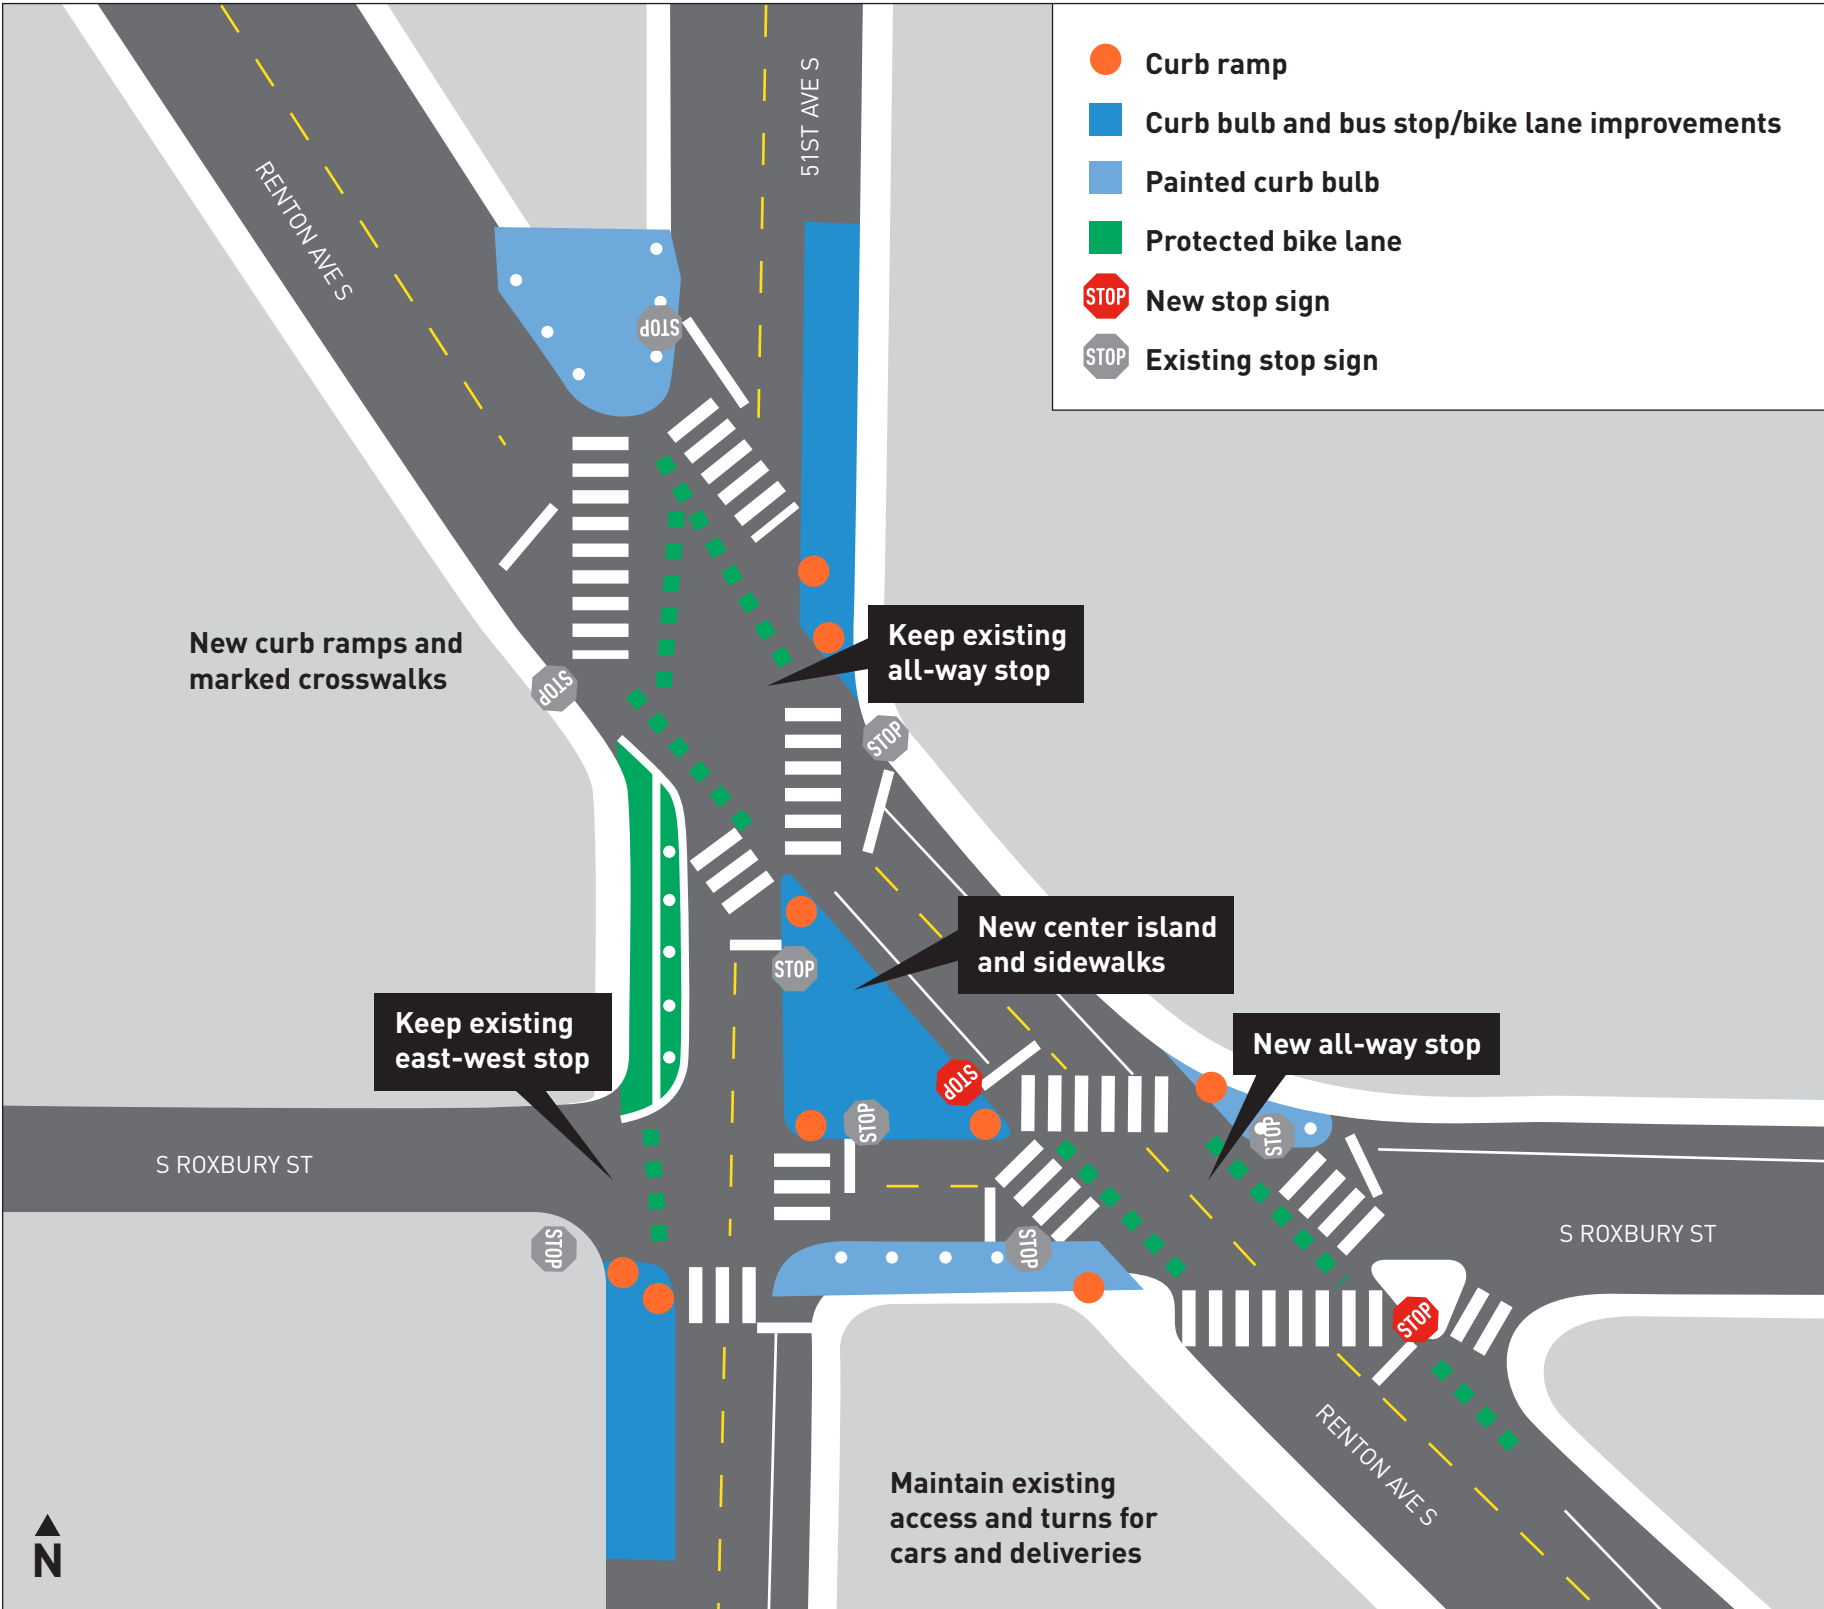 Curb ramp
Curb bulb and bus stop/bike lane improvements
Painted curb bulb
Protected bike lane
STOP
New stop sign
STOP
Existing stop sign
51ST AVE S
RENTON AVE S
STOP
New curb ramps and
marked crosswalks
Keep existing
all-way stop
STOP
STOP
New center island
and sidewalks
STOP
Keep existing
east-west stop
New all-way stop
STOP
STOP
STOP
S ROXBURY ST
S ROXBURY ST
STOP
STOP
STOP
RENTON AVE S
Maintain existing
access and turns for
cars and deliveries
N